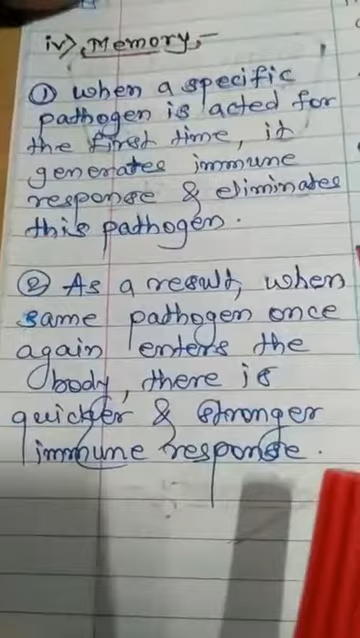 iv) Memory,-
① when a specific
pathogen is acted for
the first time, it
generates immune
response & eliminates
this pathogen.
② As a result, when
same pathogen once
again enters the
body, there is
quicker & stronger
immune response.